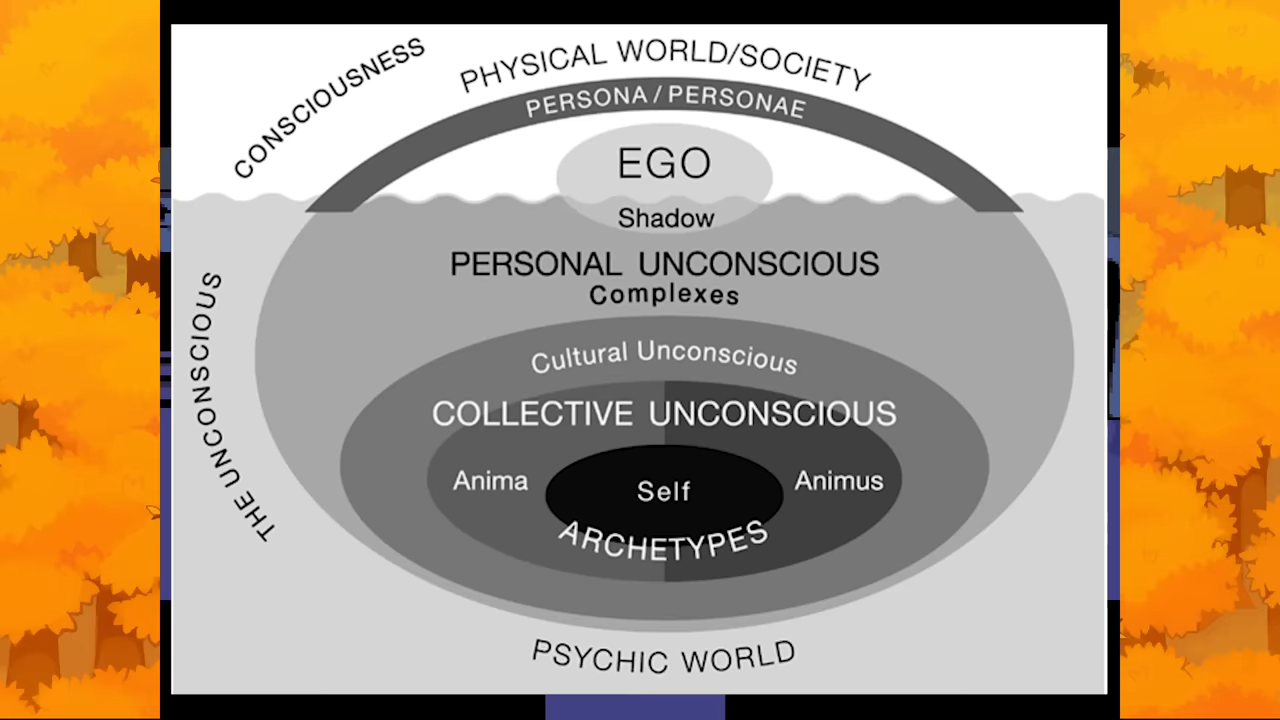 CONSCIOUSNESS
PHYSICAL WORLD/SOCIETY
PERSONA / PERSONAE
EGO
Shadow
PERSONAL UNCONSCIOUS
Complexes
THE UNCONSCIOUS
Cultural Unconscious
COLLECTIVE UNCONSCIOUS
Anima
Self
Animus
ARCHETYPES
PSYCHIC WORLD